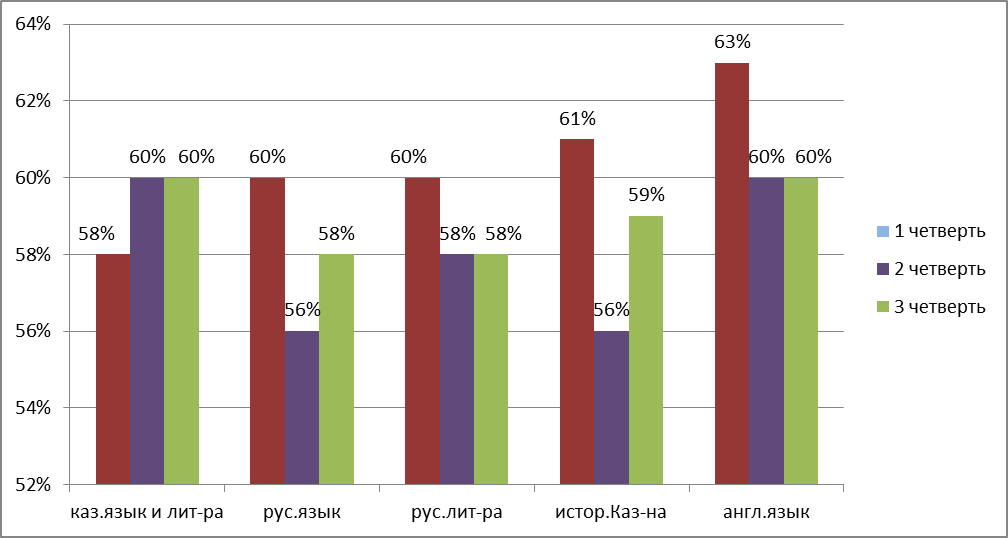 64%
62%
60%
58%
56%
54%
52%
58%
60%
60%
60%
56%
58%
60%
58%
58%
61%
56%
59%
63%
60%
60%
каз.язык и лит-ра
рус.язык
рус.лит-ра
истор.Каз-на
англ.язык
1 четверть
2 четверть
3 четверть